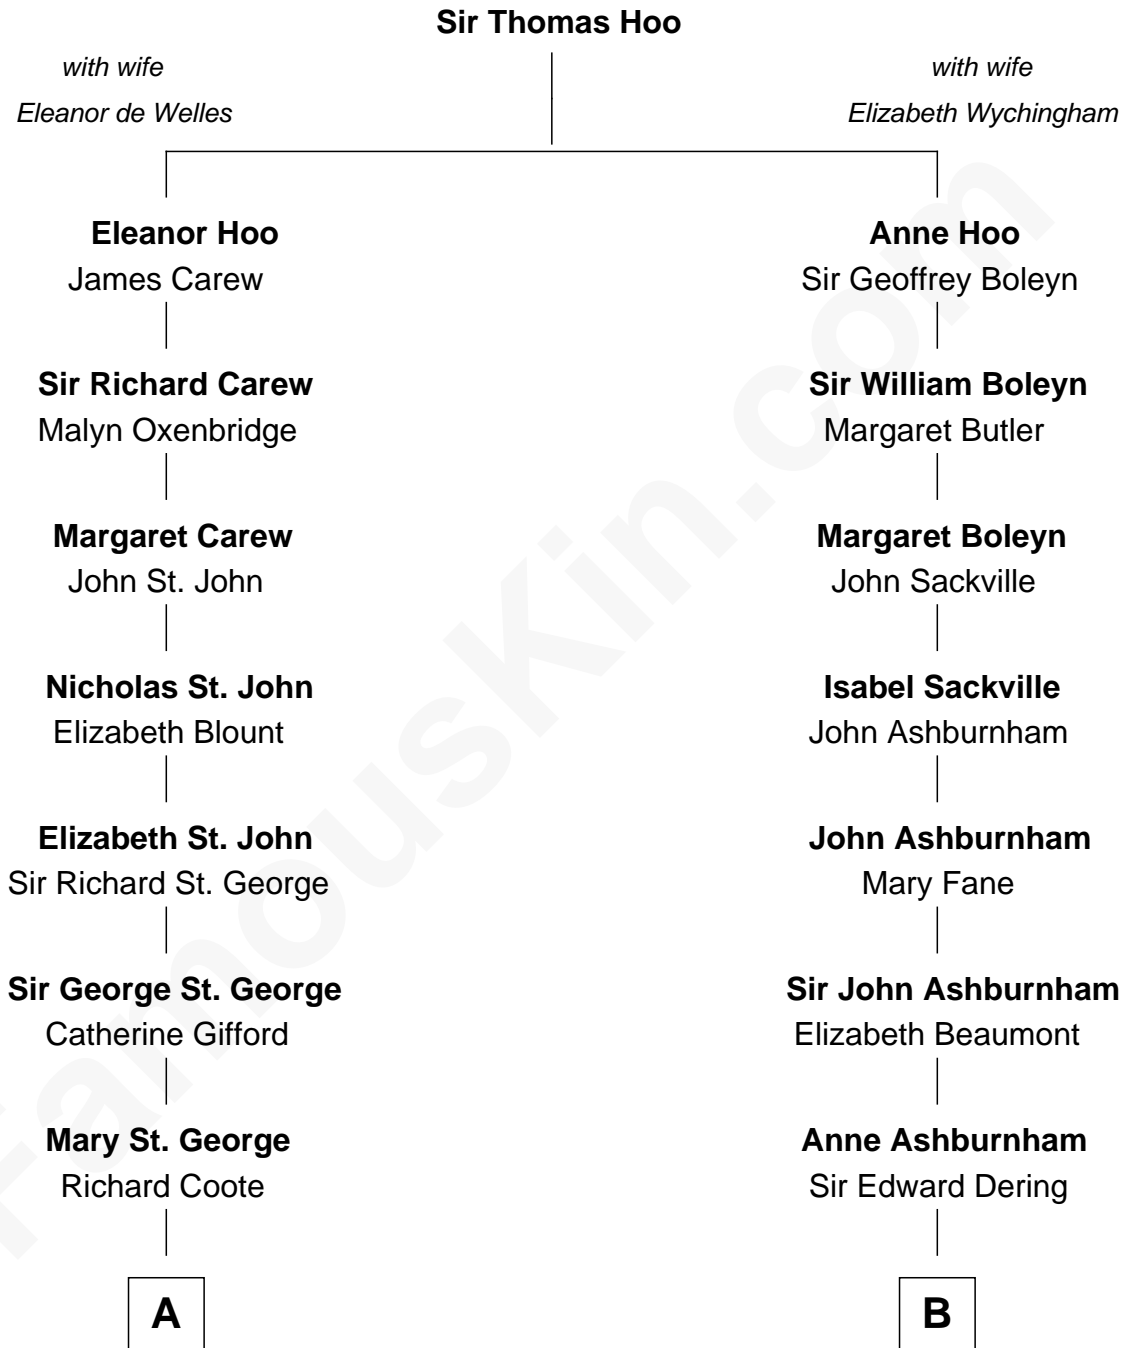 Sir Thomas Hoo
with wife
Eleanor de Welles
with wife
Elizabeth Wychingham
Eleanor Hoo
James Carew
Anne Hoo
Sir Geoffrey Boleyn
Sir Richard Carew
Malyn Oxenbridge
Sir William Boleyn
Margaret Butler
Margaret Carew
John St. John
Margaret Boleyn
John Sackville
Nicholas St. John
Elizabeth Blount
Isabel Sackville
John Ashburnham
Elizabeth St. John
Sir Richard St. George
John Ashburnham
Mary Fane
Sir George St. George
Catherine Gifford
Sir John Ashburnham
Elizabeth Beaumont
Mary St. George
Richard Coote
Anne Ashburnham
Sir Edward Dering
A
B
FamousKin.com